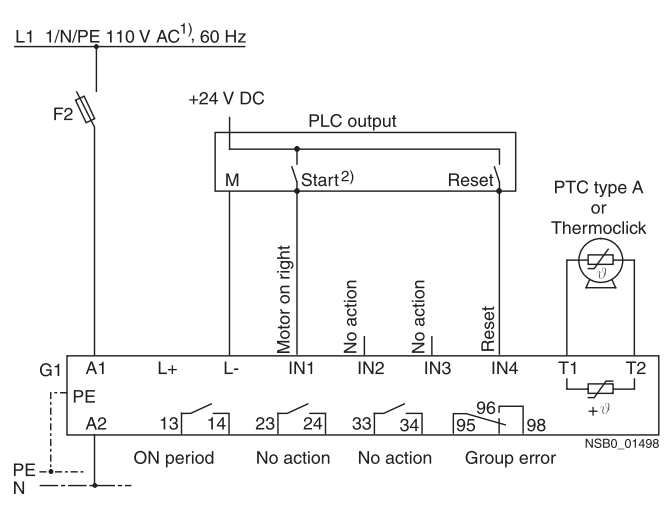 L1 1/N/PE 110 V AC1), 60 Hz
F2
+24 V DC
PLC output
M
Start2)
Reset
PTC type A
or
Thermoclick
ϑ
Motor on right
No action
No action
Reset
G1
A1
L+
L-
IN1
IN2
IN3
IN4
T1
T2
PE
+ϑ
A2
13
14
23
24
33
34
95
96
98
NSB0_01498
ON period
No action
No action
Group error
PE
N